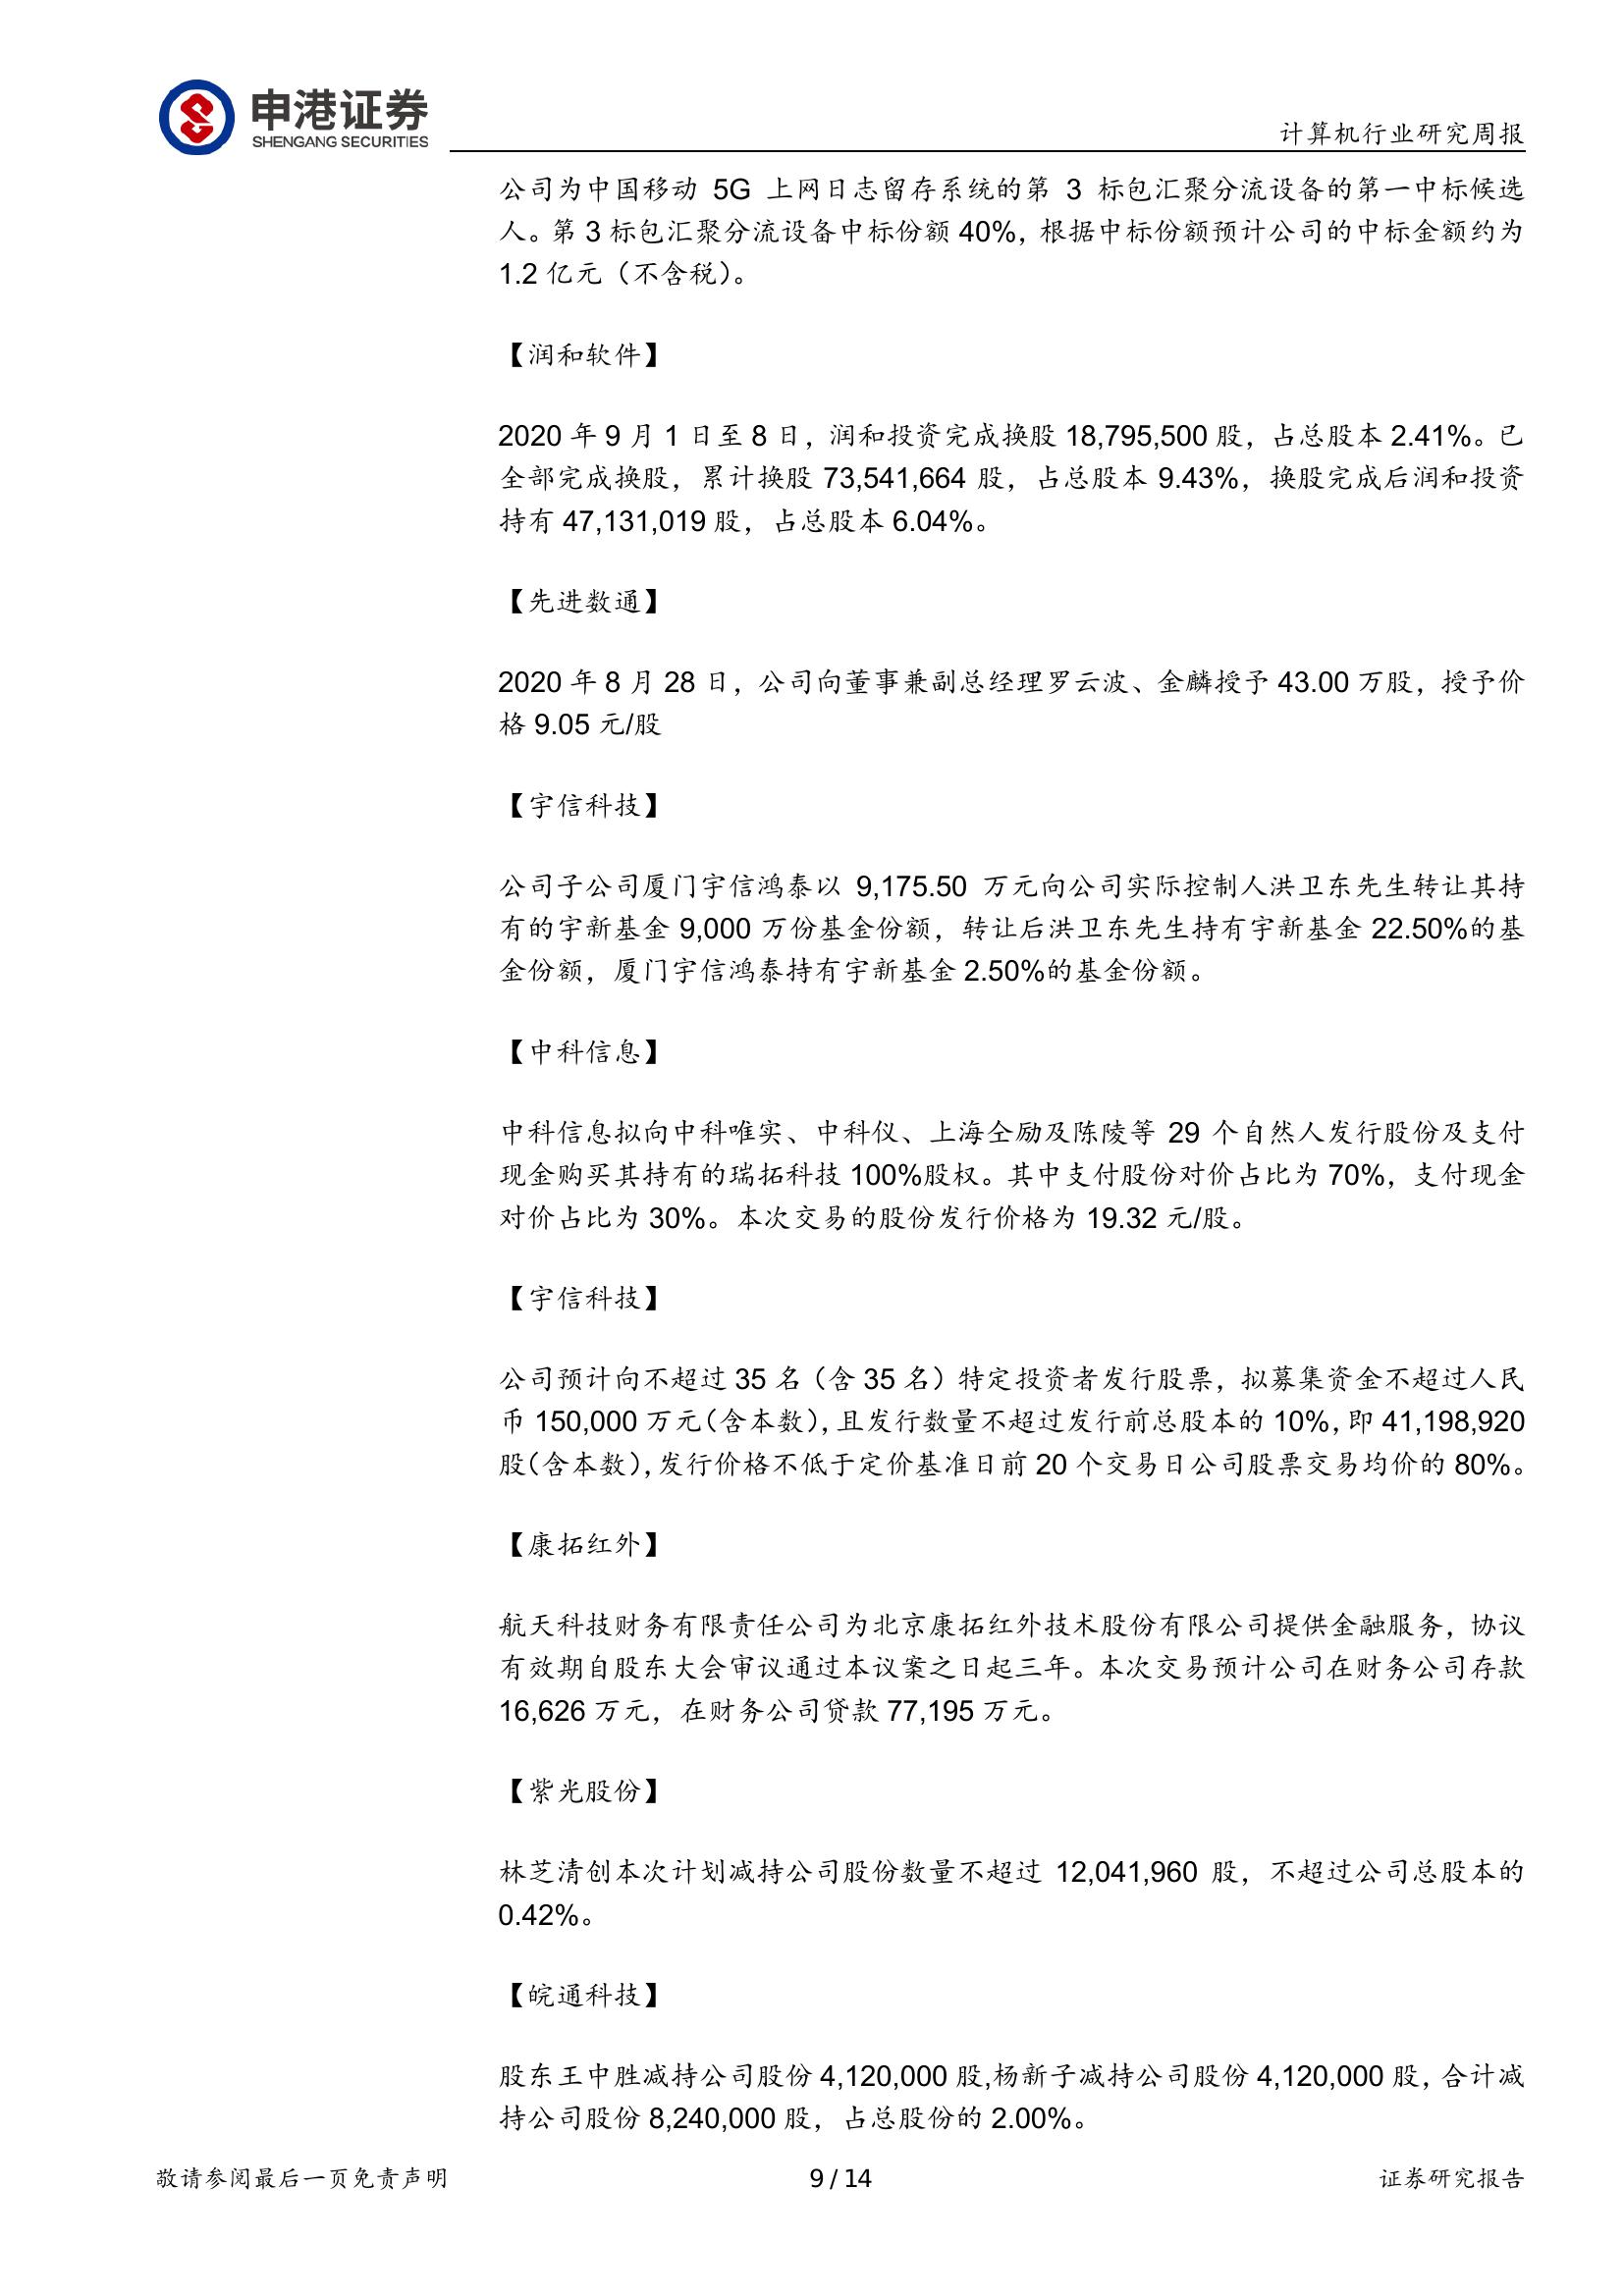 申港证券
SHENGANG SECURITIES
计算机行业研究周报
公司为中国移动 5G 上网日志留存系统的第 3 标包汇聚分流设备的第一中标候选
人。第 3 标包汇聚分流设备中标份额 40%，根据中标份额预计公司的中标金额约为
1.2 亿元（不含税）。
【润和软件】
2020 年 9 月 1 日至 8 日，润和投资完成换股 18,795,500 股，占总股本 2.41%。已
全部完成换股，累计换股 73,541,664 股，占总股本 9.43%，换股完成后润和投资
持有 47,131,019 股，占总股本 6.04%。
【先进数通】
2020 年 8 月 28 日，公司向董事兼副总经理罗云波、金麟授予 43.00 万股，授予价
格 9.05 元/股
【宇信科技】
公司子公司厦门宇信鸿泰以 9,175.50 万元向公司实际控制人洪卫东先生转让其持
有的宇新基金 9,000 万份基金份额，转让后洪卫东先生持有宇新基金 22.50%的基
金份额，厦门宇信鸿泰持有宇新基金 2.50%的基金份额。
【中科信息】
中科信息拟向中科唯实、中科仪、上海仝励及陈陵等 29 个自然人发行股份及支付
现金购买其持有的瑞拓科技 100%股权。其中支付股份对价占比为 70%，支付现金
对价占比为 30%。本次交易的股份发行价格为 19.32 元/股。
【宇信科技】
公司预计向不超过 35 名（含 35 名）特定投资者发行股票，拟募集资金不超过人民
币 150,000 万元（含本数），且发行数量不超过发行前总股本的 10%，即 41,198,920
股（含本数），发行价格不低于定价基准日前 20 个交易日公司股票交易均价的 80%。
【康拓红外】
航天科技财务有限责任公司为北京康拓红外技术股份有限公司提供金融服务，协议
有效期自股东大会审议通过本议案之日起三年。本次交易预计公司在财务公司存款
16,626 万元，在财务公司贷款 77,195 万元。
【紫光股份】
林芝清创本次计划减持公司股份数量不超过 12,041,960 股，不超过公司总股本的
0.42%。
【皖通科技】
股东王中胜减持公司股份 4,120,000 股,杨新子减持公司股份 4,120,000 股，合计减
持公司股份 8,240,000 股，占总股份的 2.00%。
敬请参阅最后一页免责声明
9 / 14
证券研究报告